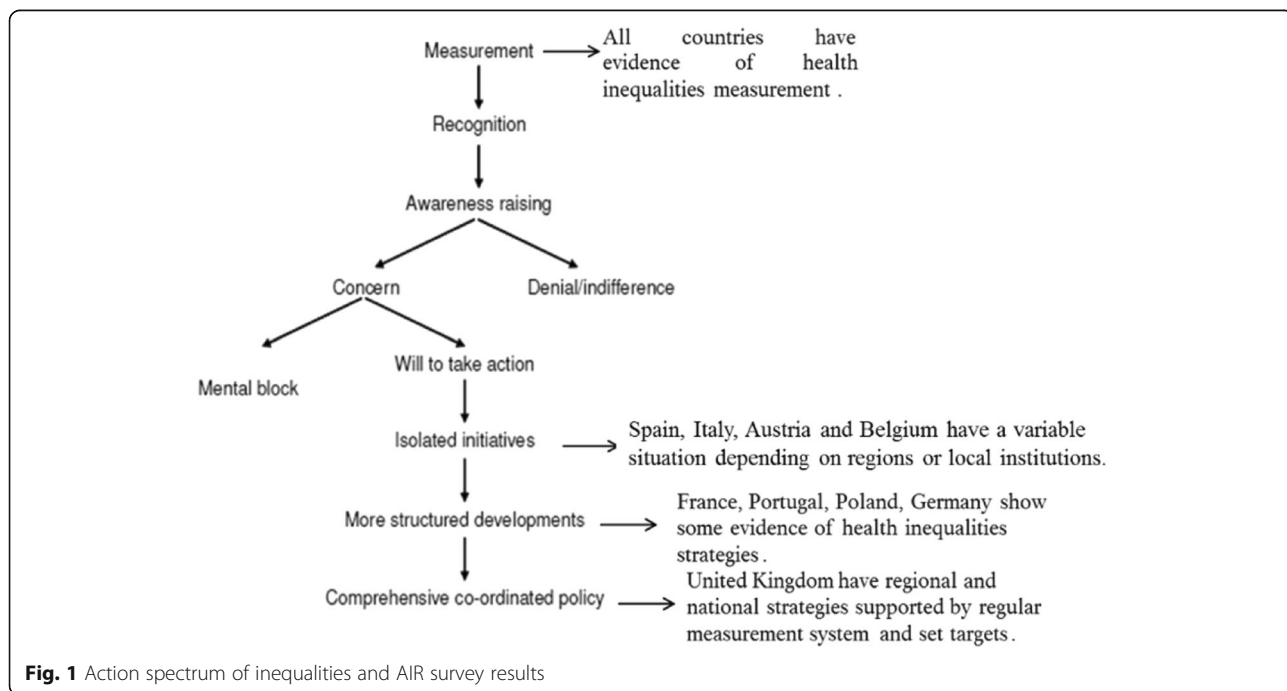 Measurement
All countries have
evidence of health
inequalities measurement .
Recognition
Awareness raising
Concern
Denial/indifference
Mental block
Will to take action
Isolated initiatives
Spain, Italy, Austria and Belgium have a variable
situation depending on regions or local institutions.
More structured developments
France, Portugal, Poland, Germany show
some evidence of health inequalities
strategies .
Comprehensive co-ordinated policy
United Kingdom have regional and
national strategies supported by regular
measurement system and set targets .
Fig. 1 Action spectrum of inequalities and AIR survey results